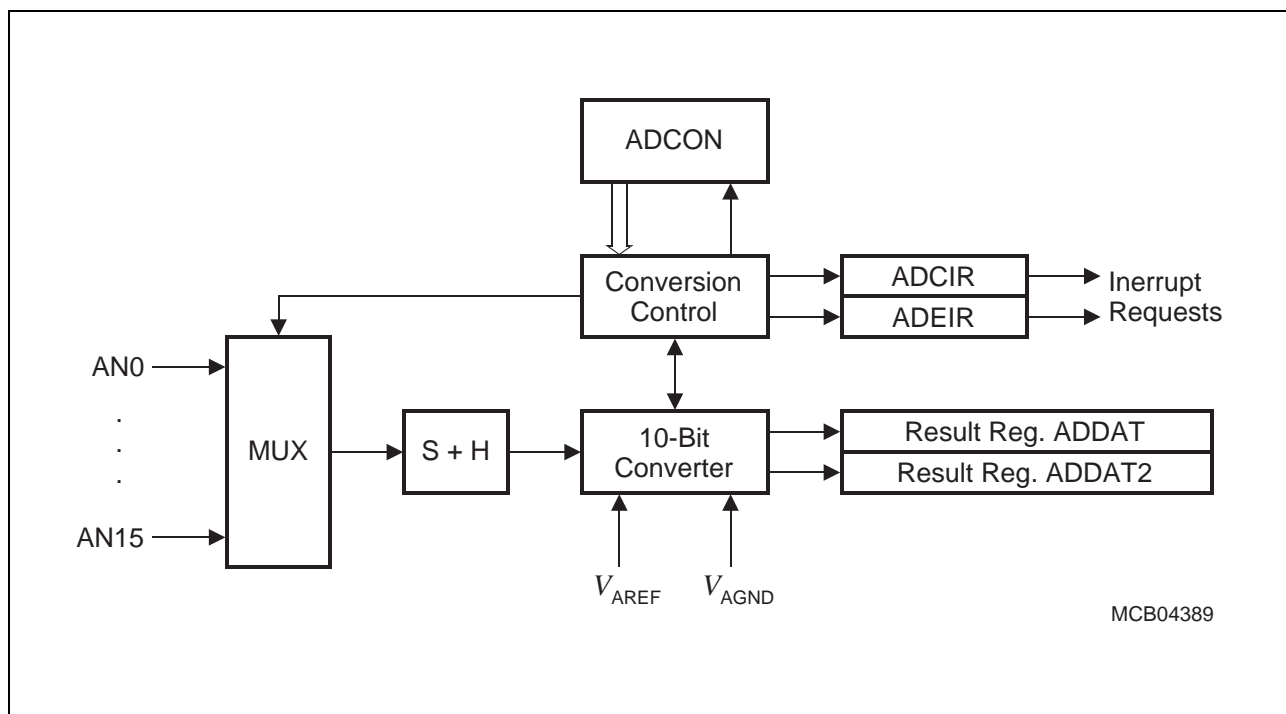 ADCON
Conversion
Control
ADCIR
ADEIR
Inerrupt
Requests
AN0
.
.
.
AN15
MUX
S + H
10-Bit
Converter
Result Reg. ADDAT
Result Reg. ADDAT2
VAREF
VAGND
MCB04389